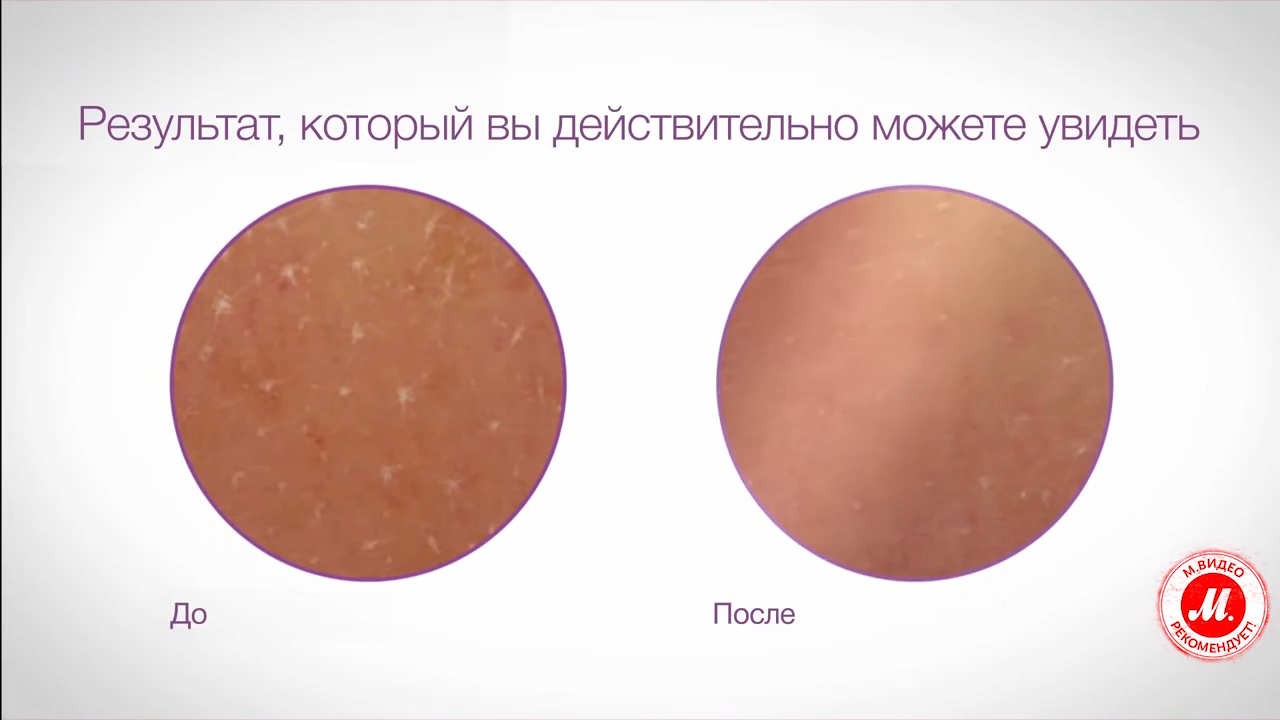 Результат, который вы действительно можете увидеть
До
После
М.ВИДЕО
М.
РЕКОМЕНДУЕТ!